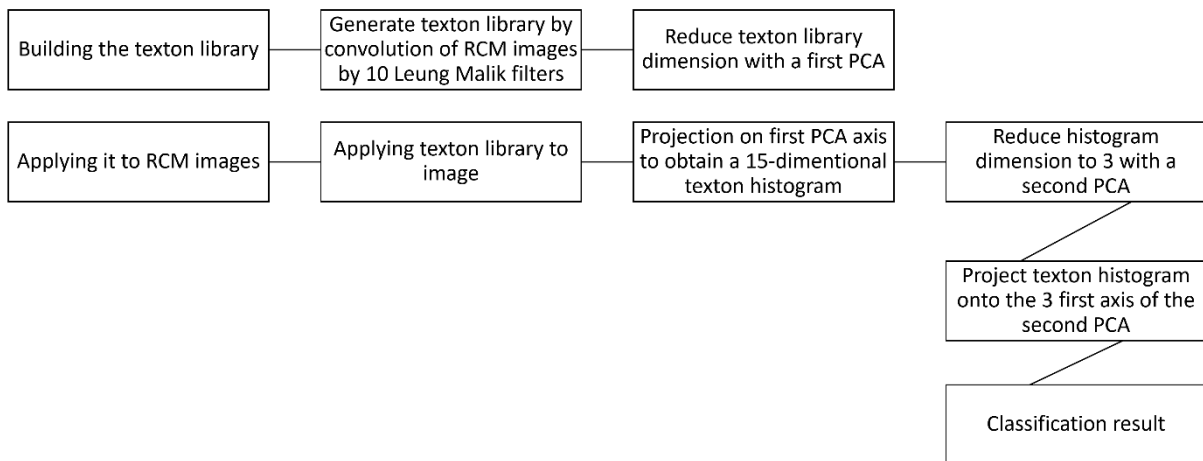 Building the texton library
Generate texton library by
convolution of RCM images
by 10 Leung Malik filters
Reduce texton library
dimension with a first PCA
Applying it to RCM images
Applying texton library to
image
Projection on first PCA axis
to obtain a 15-dimentional
texton histogram
Reduce histogram
dimension to 3 with a
second PCA
Project texton histogram
onto the 3 first axis of the
second PCA
Classification result